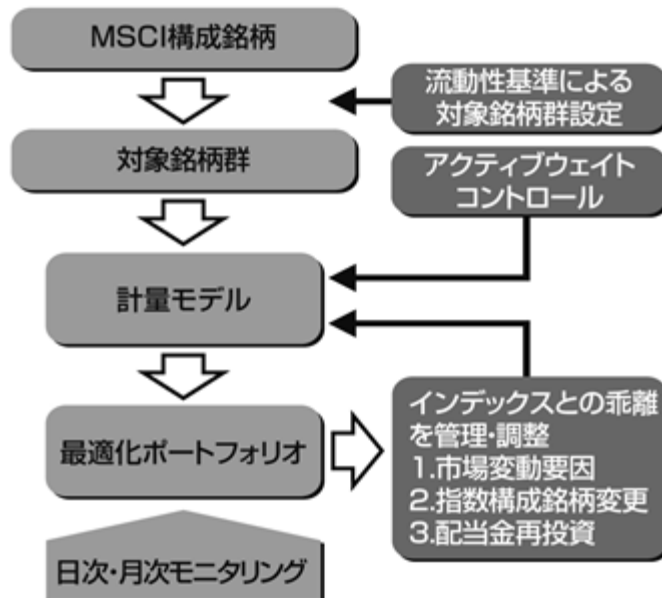 MSCI構成銘柄
流動性基準による
対象銘柄群設定
対象銘柄群
アクティブウェイト
コントロール
計量モデル
最適化ポートフォリオ
インデックスとの乖離
を管理・調整
1.市場変動要因
2.指数構成銘柄変更
3.配当金再投資
日次・月次モニタリング